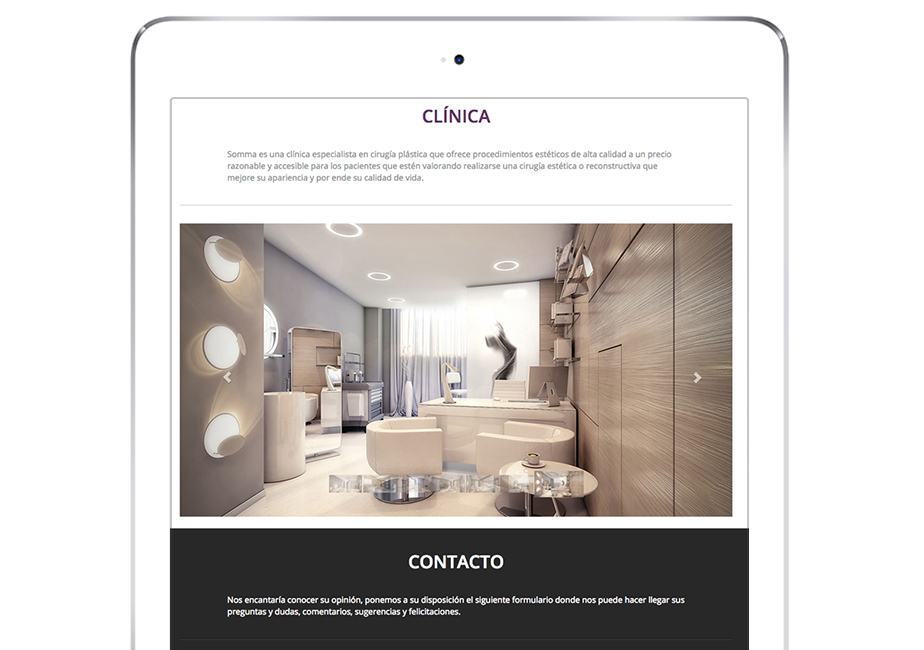 CLÍNICA
Somma es una clínica especialista en cirugía plástica que ofrece procedimientos estéticos de alta calidad a un precio
razonable y accesible para los pacientes que estén valorando realizarse una cirugía estética o reconstructiva que
mejore su apariencia y por ende su calidad de vida.
CONTACTO
Nos encantaría conocer su opinión, ponemos a su disposición el siguiente formulario donde nos puede hacer llegar sus
preguntas y dudas, comentarios, sugerencias y felicitaciones.